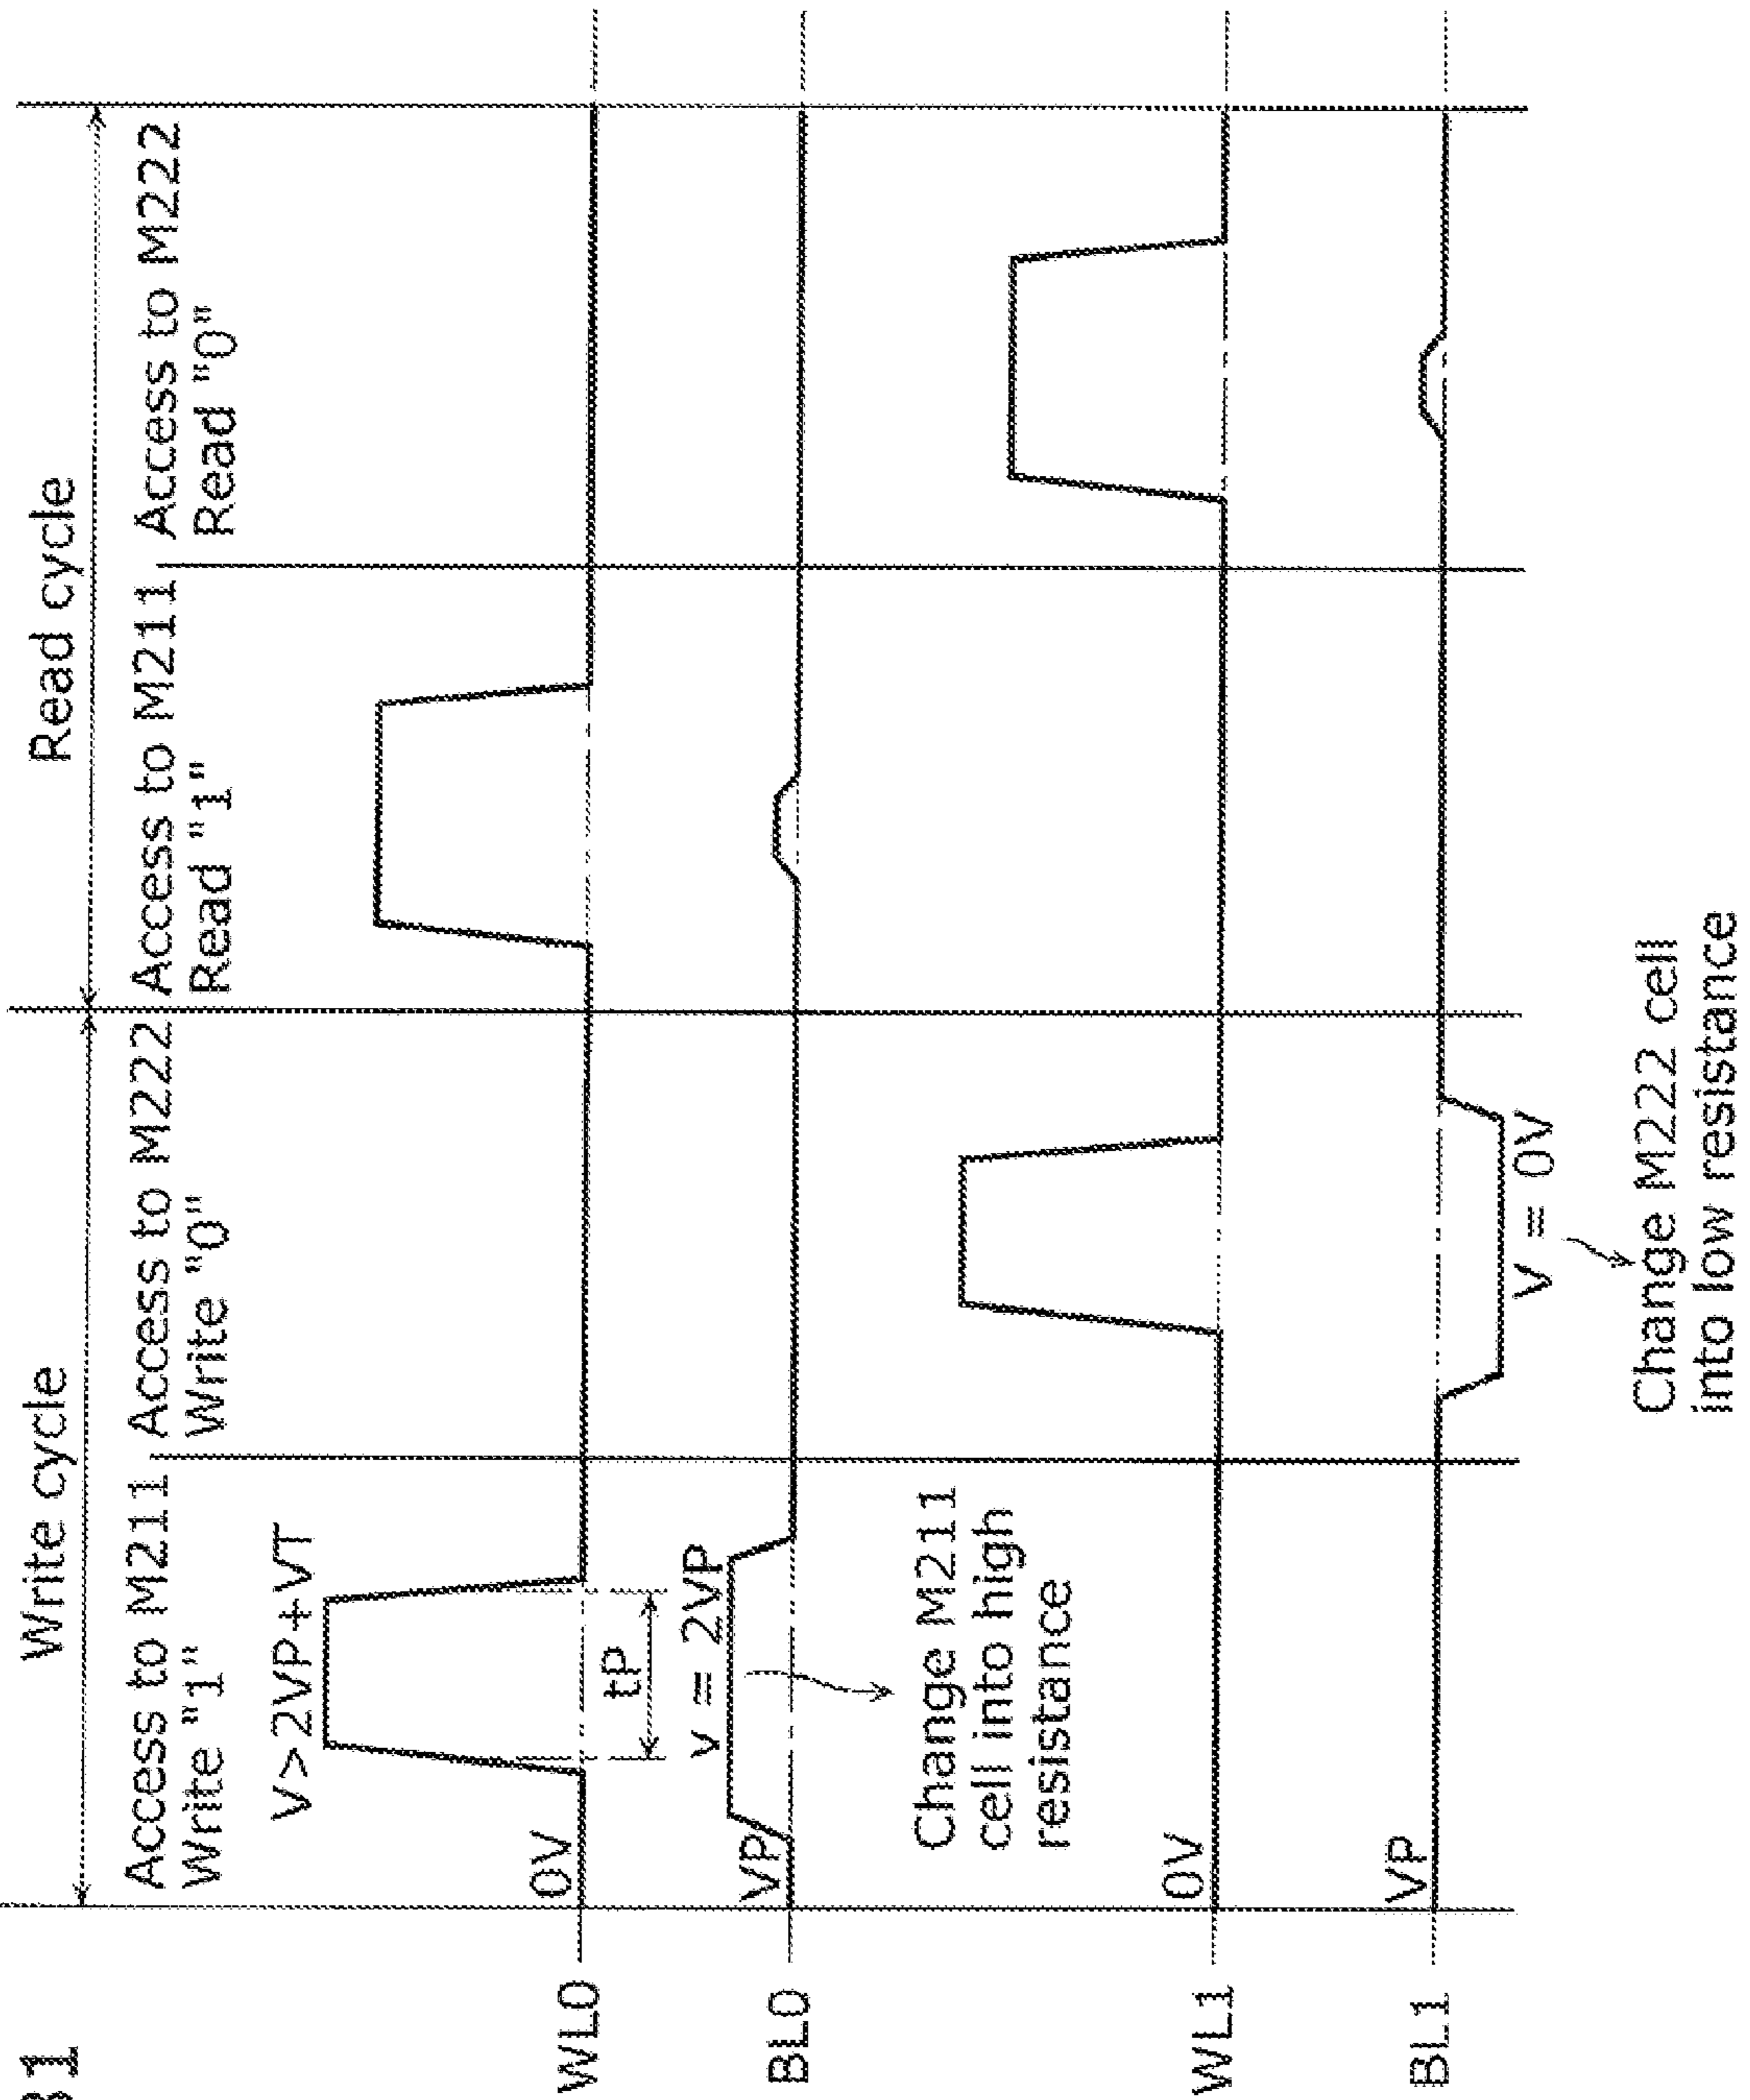 31
Write cycle
Read cycle
Access to M211
Write "1"
Access to M222
Write "0"
Access to M211
Read "1"
Access to M222
Read "0"
V>2VP+VT
WL0
0V
tP
v = 2VP
BL0
VP
Change M211
cell into high
resistance
WL1
0V
BL1
VP
V = 0V
Change M222 cell
into low resistance